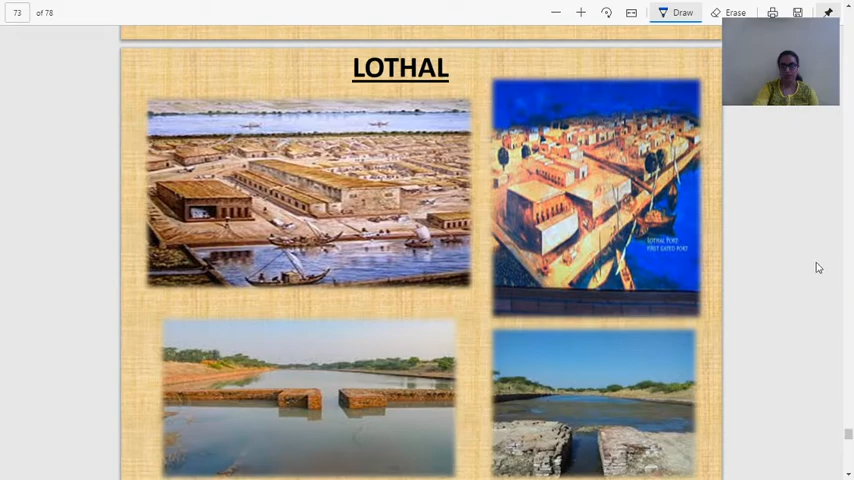 73 of 78
Draw
Erase
LOTHAL
LOTHAL PORT
FIRST GATED PORT